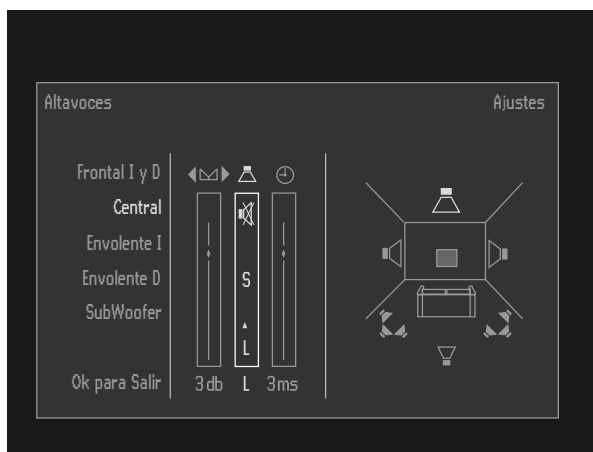 Altavoces Ajustes
Frontal I y D
Central
Envolente I
Envolente D
S
SubWoofer
L
Ok para Salir 3db L 3ms